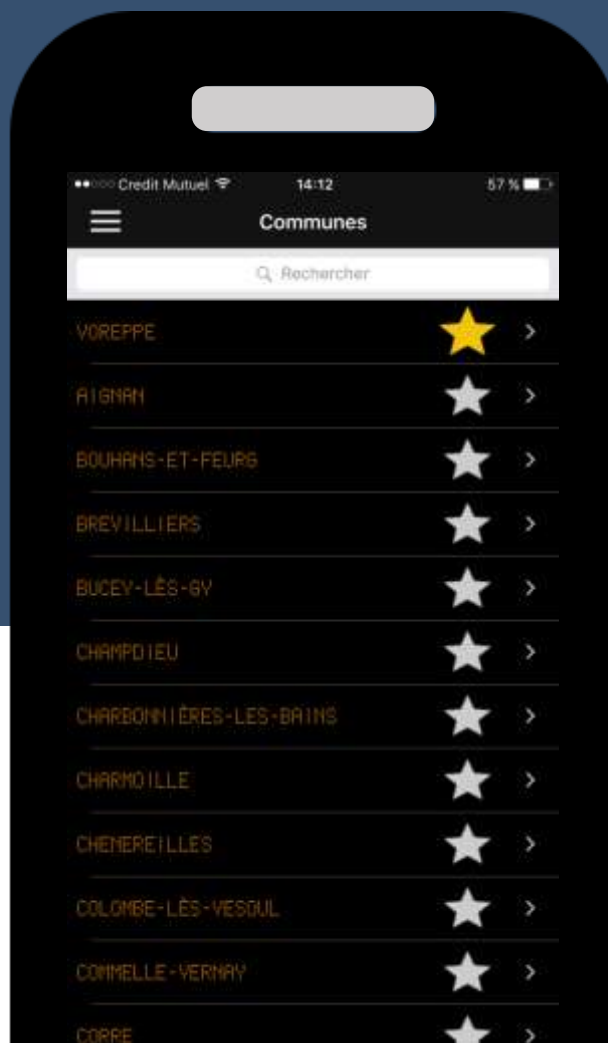 Credit Mutuel 14:12 57 %
Communes
Rechercher
VOREPPE
AIGNAN
BOUHANS-ET-FEURG
BREVILLIERS
BUCEY-LÈS-GY
CHAMPDIEU
CHARBONNIÈRES-LES-BAINS
CHARMOILLE
CHENEREILLES
COLOMBE-LÈS-VESOUL
COMMELLE-VERNAY
CORRE